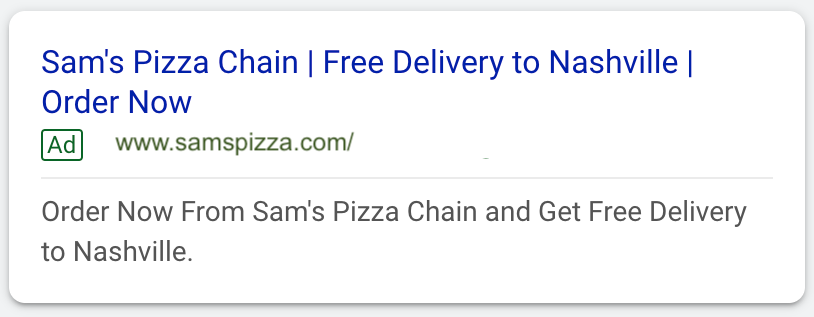 Sam's Pizza Chain | Free Delivery to Nashville |
Order Now
Ad www.samspizza.com/
Order Now From Sam's Pizza Chain and Get Free Delivery
to Nashville.